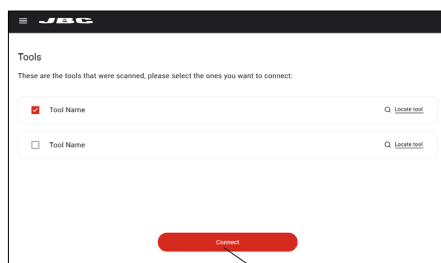 JBC
Tools
These are the tools that were scanned, please select the ones you want to connect:
Tool Name Locate tool
Tool Name Locate tool
Connect